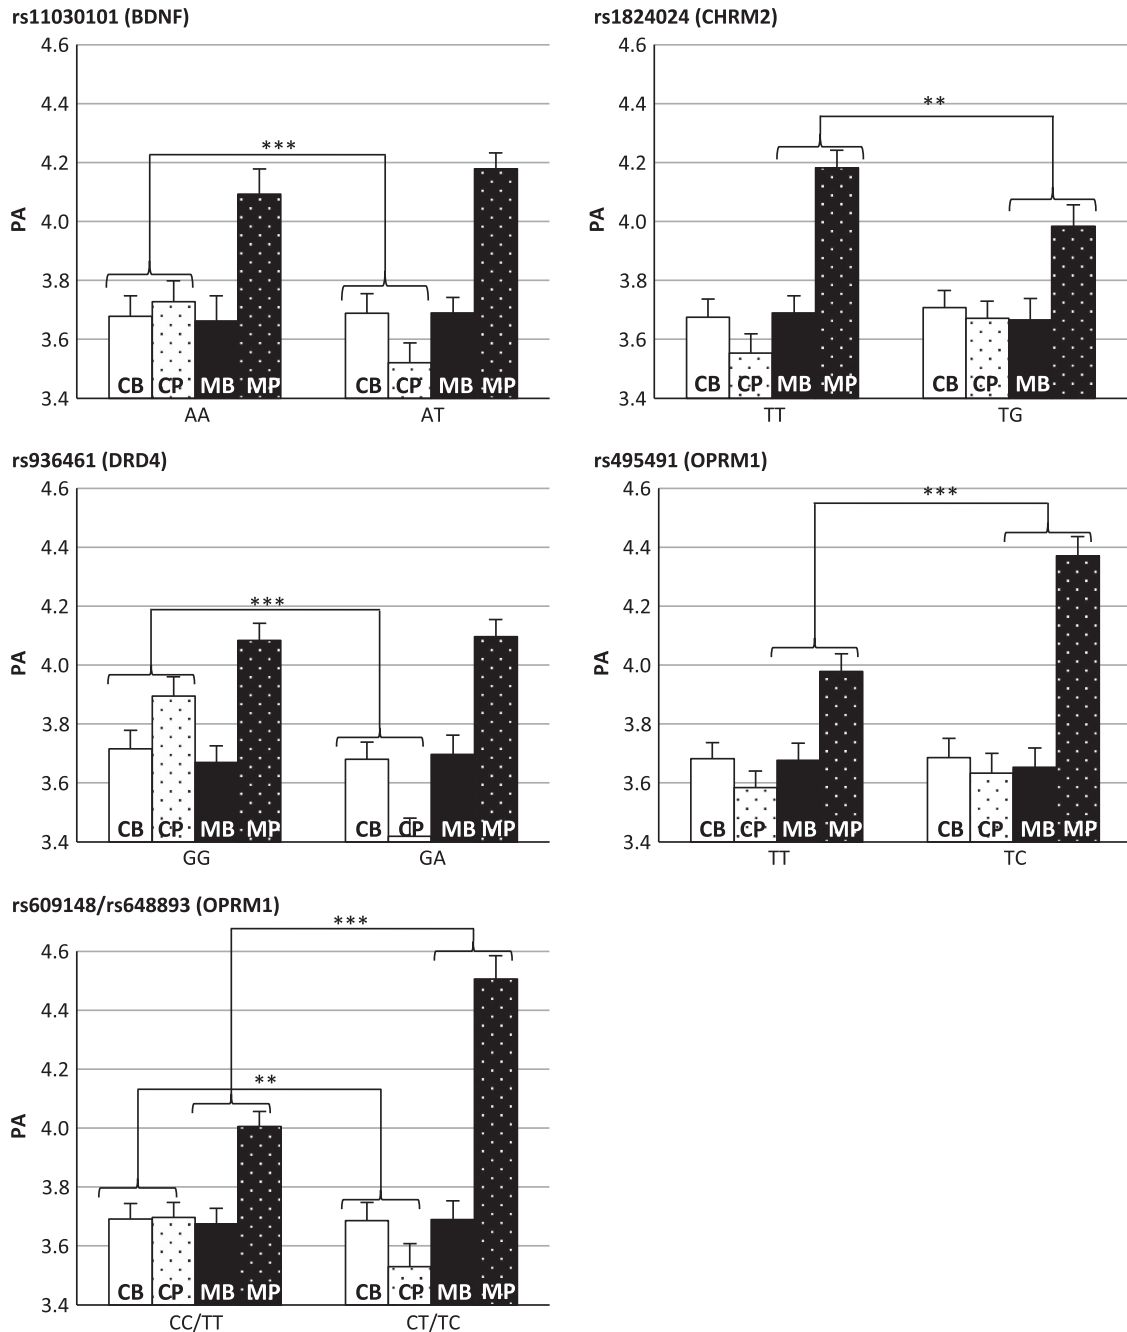 rs11030101 (BDNF)
4.6
4.4
4.2
4.0
3.8
3.6
3.4
PA
***
CB CP MB MP CB CP MB MP
AA AT
rs1824024 (CHRM2)
4.6
4.4
4.2
4.0
3.8
3.6
3.4
PA
**
CB CP MB MP CB CP MB
TT TG
rs936461 (DRD4)
4.6
4.4
4.2
4.0
3.8
3.6
3.4
PA
***
CB CP MB MP CB CP MB MP
GG GA
rs495491 (OPRM1)
4.6
4.4
4.2
4.0
3.8
3.6
3.4
PA
***
CB CP MB MP CB CP MB MP
TT TC
rs609148/rs648893 (OPRM1)
4.6
4.4
4.2
4.0
3.8
3.6
3.4
PA
***
**
CB CP MB MP CB CP MB MP
CC/TT CT/TC